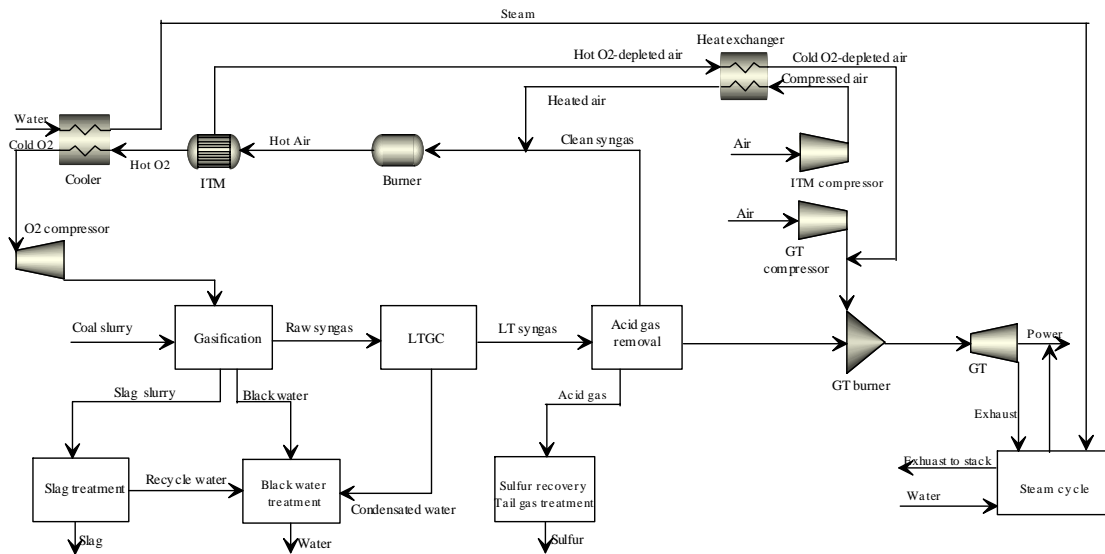 Steam
Heat exchanger
Hot O2-depleted air
Cold O2-depleted air
Compressed air
Heated air
Water
Cold O2
Hot O2
Hot Air
Clean syngas
Cooler
ITM
Burner
Air
ITM compressor
O2 compressor
Air
GT
compressor
Coal slurry
Gasification
Raw syngas
LTGC
LT syngas
Acid gas
removal
GT burner
GT
Power
Slag slurry
Black water
Acid gas
Exhaust
Slag treatment
Recycle water
Black water
treatment
Condensated water
Sulfur recovery
Tail gas treatment
Exhuast to stack
Water
Steam cycle
Slag
Water
Sulfur